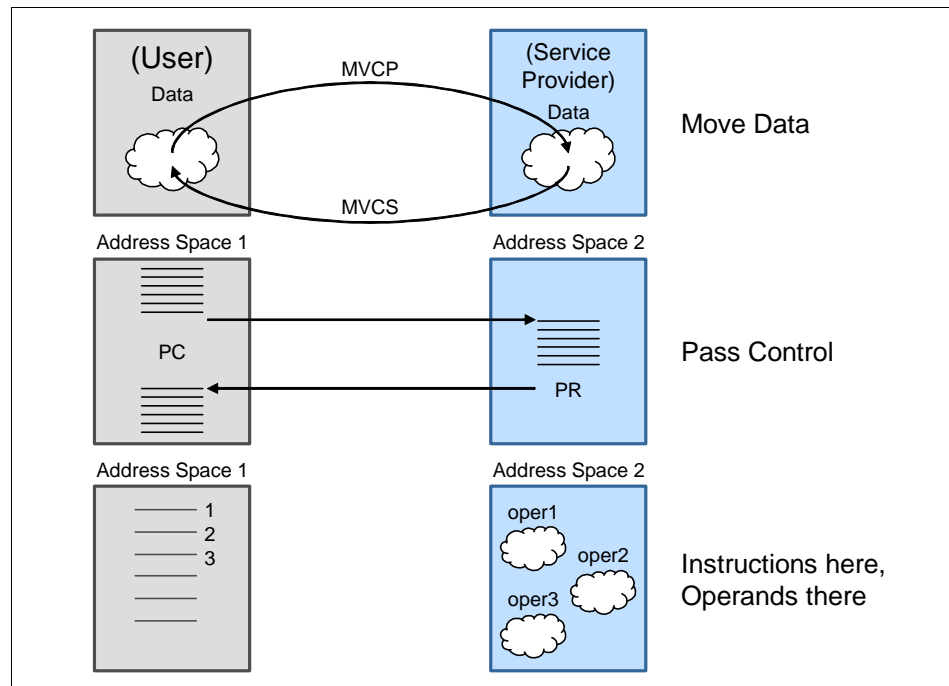 (User)
Data
MVCP
(Service
Provider)
Data
Move Data
MVCS
Address Space 1
Address Space 2
PC
PR
Pass Control
Address Space 1
Address Space 2
1
2
3
oper1
oper2
oper3
Instructions here,
Operands there